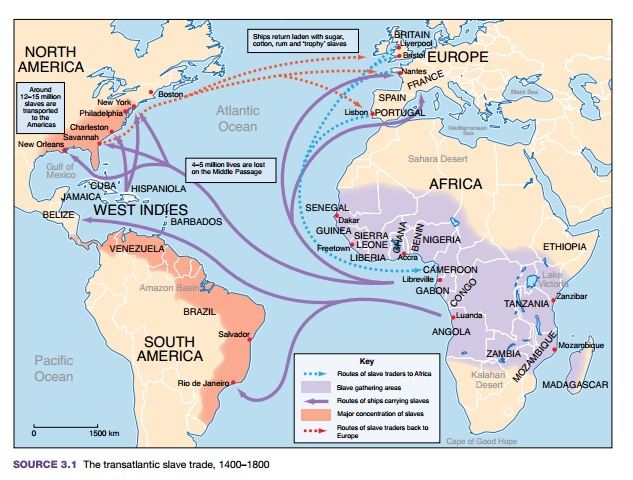 Ships return laden with sugar,
cotton, rum and 'trophy' slaves
BRITAIN
Liverpool
Bristol
EUROPE
NORTH
AMERICA
Nantes
FRANCE
Around
12–15 million
slaves are
transported
to the
Americas
Black Sea
Boston
New York
SPAIN
Philadelphia
Atlantic
Ocean
Lisbon
PORTUGAL
Charleston
Mediterranean
Sea
Savannah
New Orleans
Sahara Desert
4–5 million lives are lost
on the Middle Passage
Gulf of
Mexico
AFRICA
CUBA
HISPANIOLA
JAMAICA
WEST INDIES
BELIZE
BARBADOS
SENEGAL
Dakar
GUINEA
SIERRA
LEONE
GHANA
BENIN
NIGERIA
Freetown
LIBERIA
Accra
ETHIOPIA
VENEZUELA
CAMEROON
Libreville
GABON
CONGO
Lake
Victoria
Amazon Basin
TANZANIA
Zanzibar
BRAZIL
Luanda
ANGOLA
SOUTH
AMERICA
Salvador
ZAMBIA
MOZAMBIQUE
Mozambique
Pacific
Ocean
Rio de Janeiro
Kalahari
Desert
MADAGASCAR
Key
Routes of slave traders to Africa
Slave gathering areas
Routes of ships carrying slaves
Major concentration of slaves
Routes of slave traders back to
Europe
0
1500 km
Cape of Good Hope
SOURCE 3.1 The transatlantic slave trade, 1400–1800